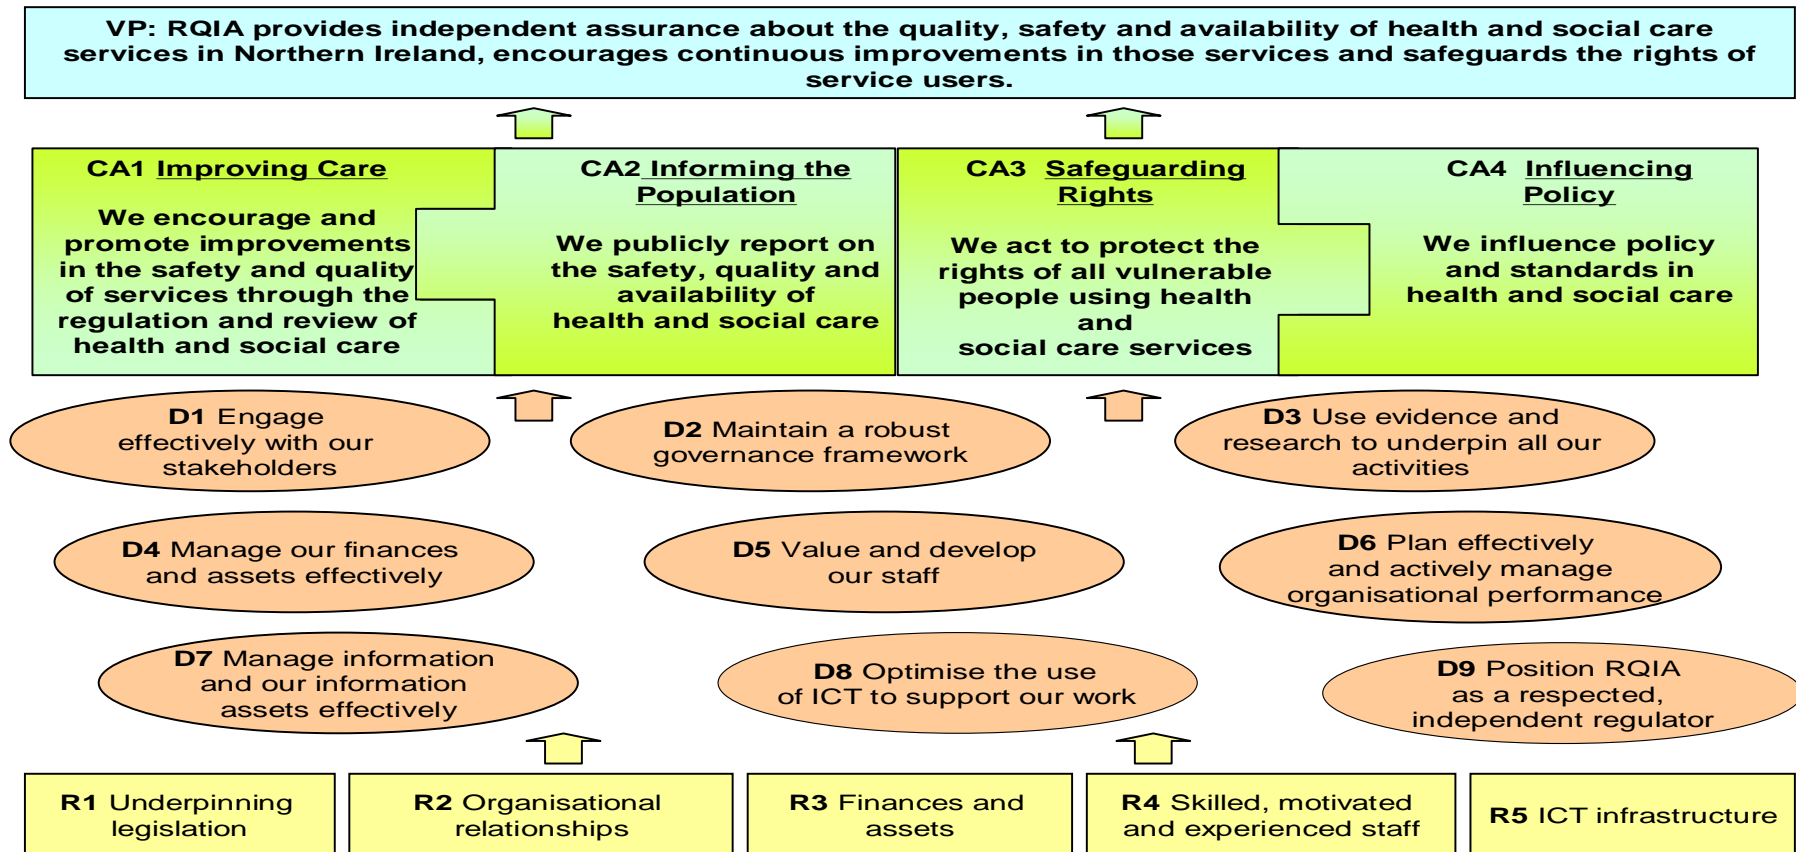 VP: RQIA provides independent assurance about the quality, safety and availability of health and social care
services in Northern Ireland, encourages continuous improvements in those services and safeguards the rights of
service users.
CA1 Improving Care
We encourage and
promote improvements
in the safety and quality
of services through the
regulation and review of
health and social care
CA2 Informing the
Population
We publicly report on
the safety, quality and
availability of
health and social care
CA3 Safeguarding
Rights
We act to protect the
rights of all vulnerable
people using health
and
social care services
CA4 Influencing
Policy
We influence policy
and standards in
health and social care
D1 Engage
effectively with our
stakeholders
D2 Maintain a robust
governance framework
D3 Use evidence and
research to underpin all our
activities
D4 Manage our finances
and assets effectively
D5 Value and develop
our staff
D6 Plan effectively
and actively manage
organisational performance
D7 Manage information
and our information
assets effectively
D8 Optimise the use
of ICT to support our work
D9 Position RQIA
as a respected,
independent regulator
R1 Underpinning
legislation
R2 Organisational
relationships
R3 Finances and
assets
R4 Skilled, motivated
and experienced staff
R5 ICT infrastructure